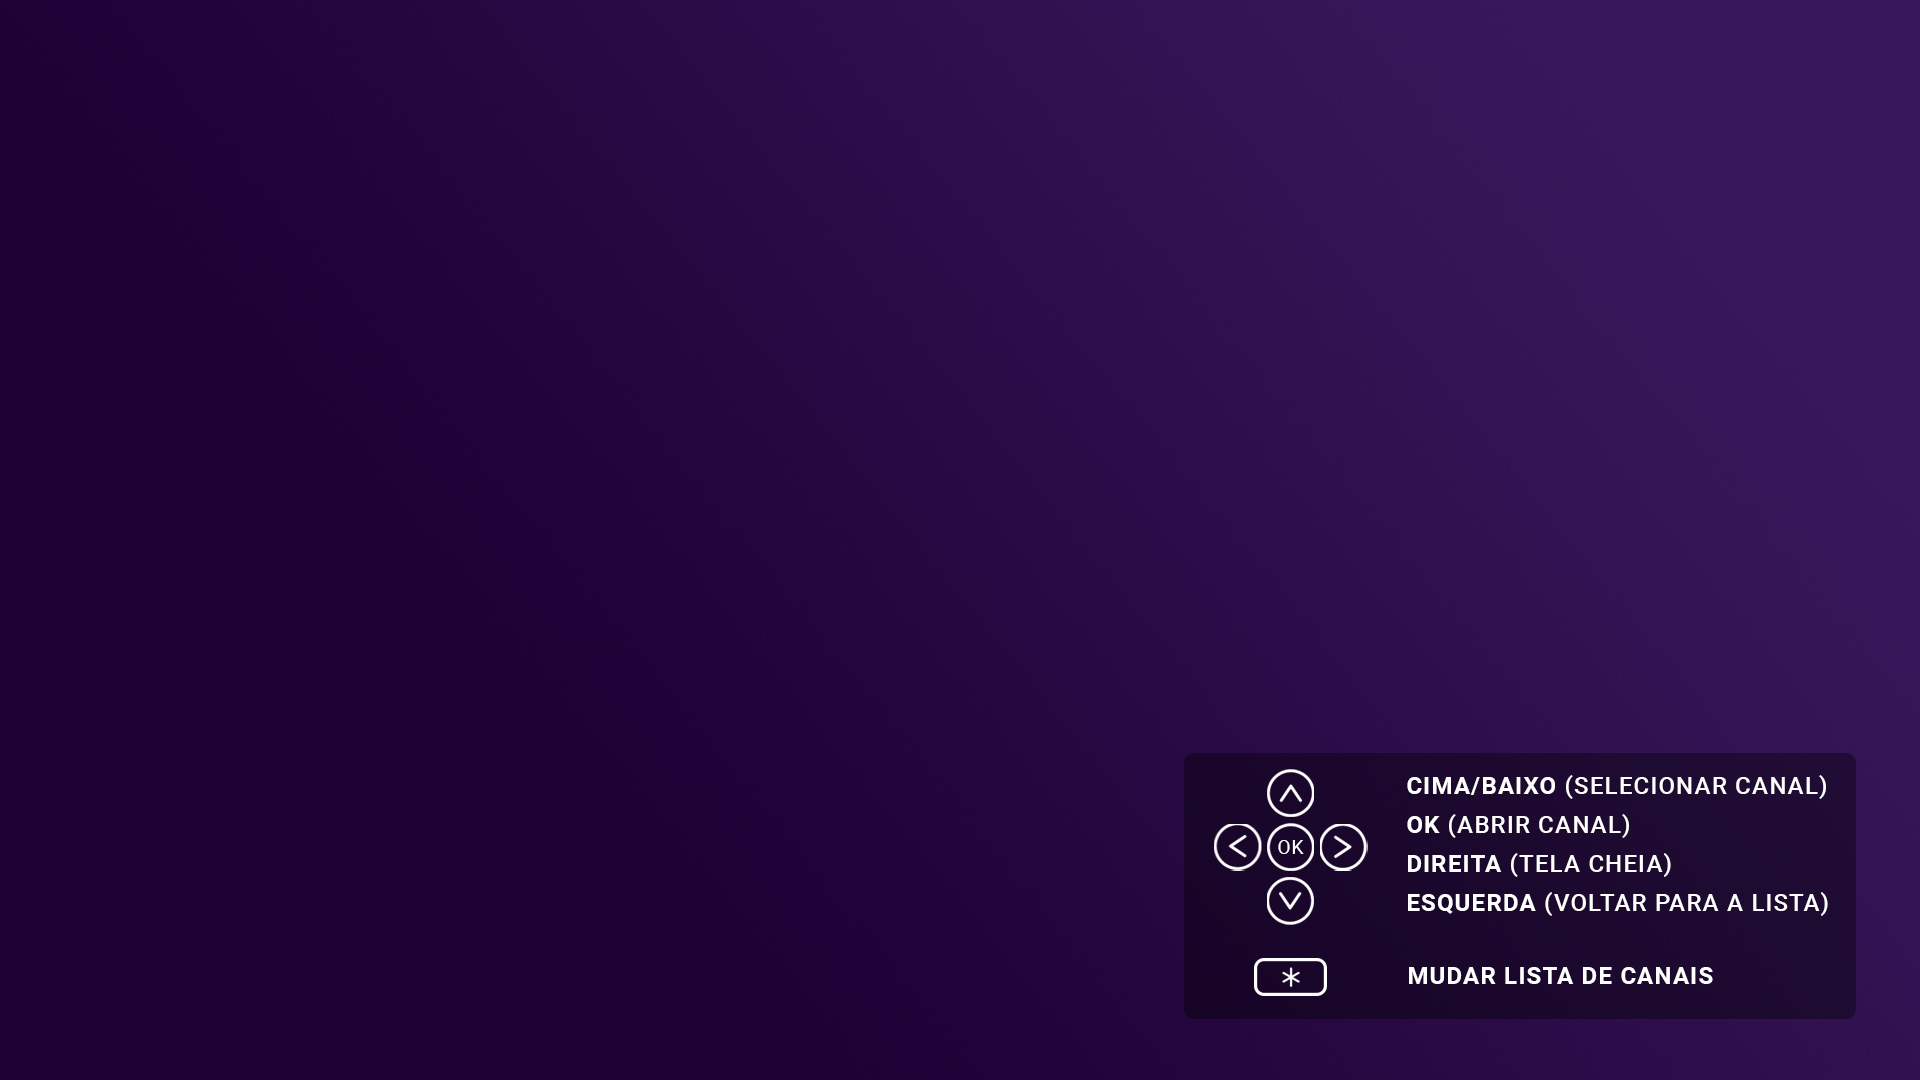 CIMA/BAIXO (SELECIONAR CANAL)
OK
OK (ABRIR CANAL)
DIREITA (TELA CHEIA)
ESQUERDA (VOLTAR PARA A LISTA)
MUDAR LISTA DE CANAIS